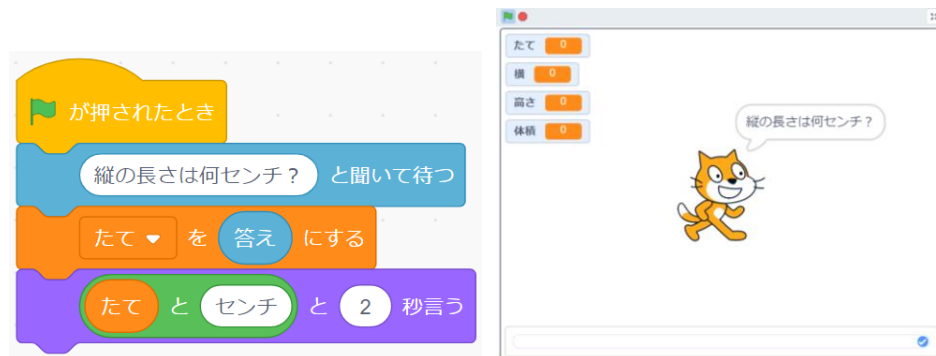 が押されたとき
縦の長さは何センチ？ と聞いて待つ
たて を 答え にする
たて と センチ と 2 秒言う
たて 0
横 0
高さ 0
体積 0
縦の長さは何センチ？